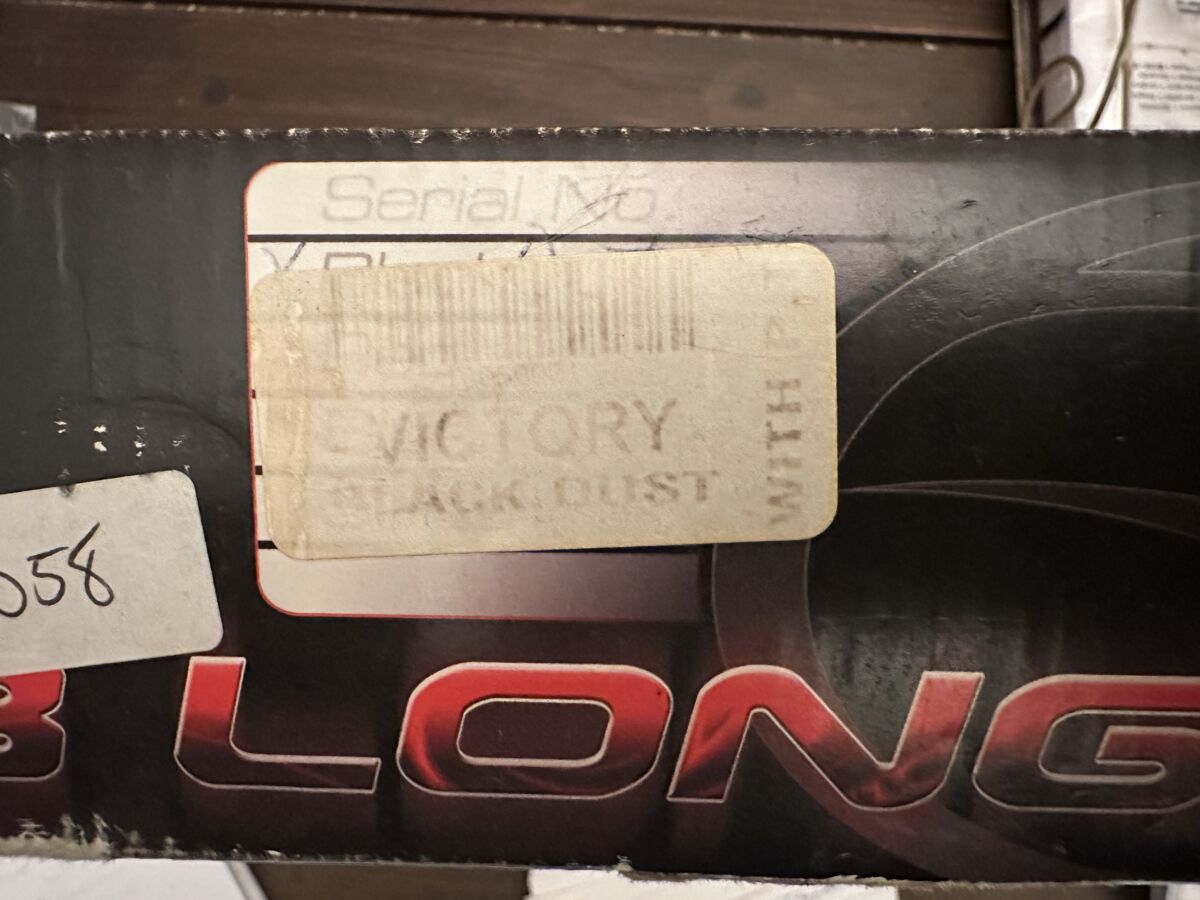 Serial No
VICTORY
BLACK DUST
WITH
058
LONG